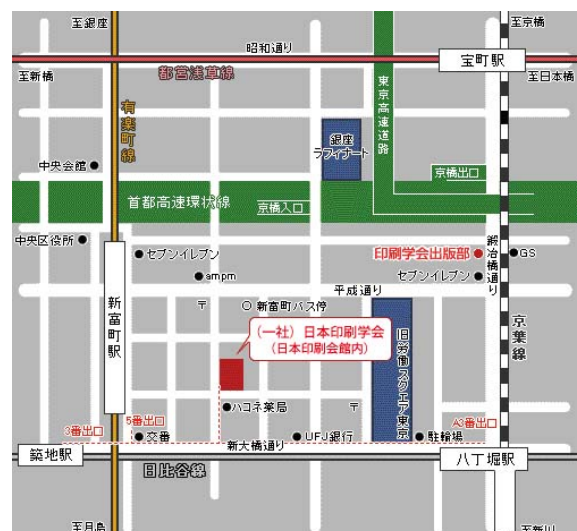 至銀座
至京橋
昭和通り
宝町駅
至新橋
都営浅草線
至日本橋
東京高速道路
有楽町線
銀座
ラフィナート
中央会館
京橋出口
首都高速環状線
京橋入口
中央区役所
セブンイレブン
印刷学会出版部
鍛冶橋通り
GS
ampm
セブンイレブン
平成通り
新富町駅
〒
新富町バス停
京葉線
(一社)日本印刷学会
(日本印刷会館内)
旧労働スクエア東京
ハコネ薬局
〒
5番出口
3番出口
A3番出口
交番
新大橋通り
UFJ銀行
駐輪場
築地駅
日比谷線
八丁堀駅
至月島
至新川